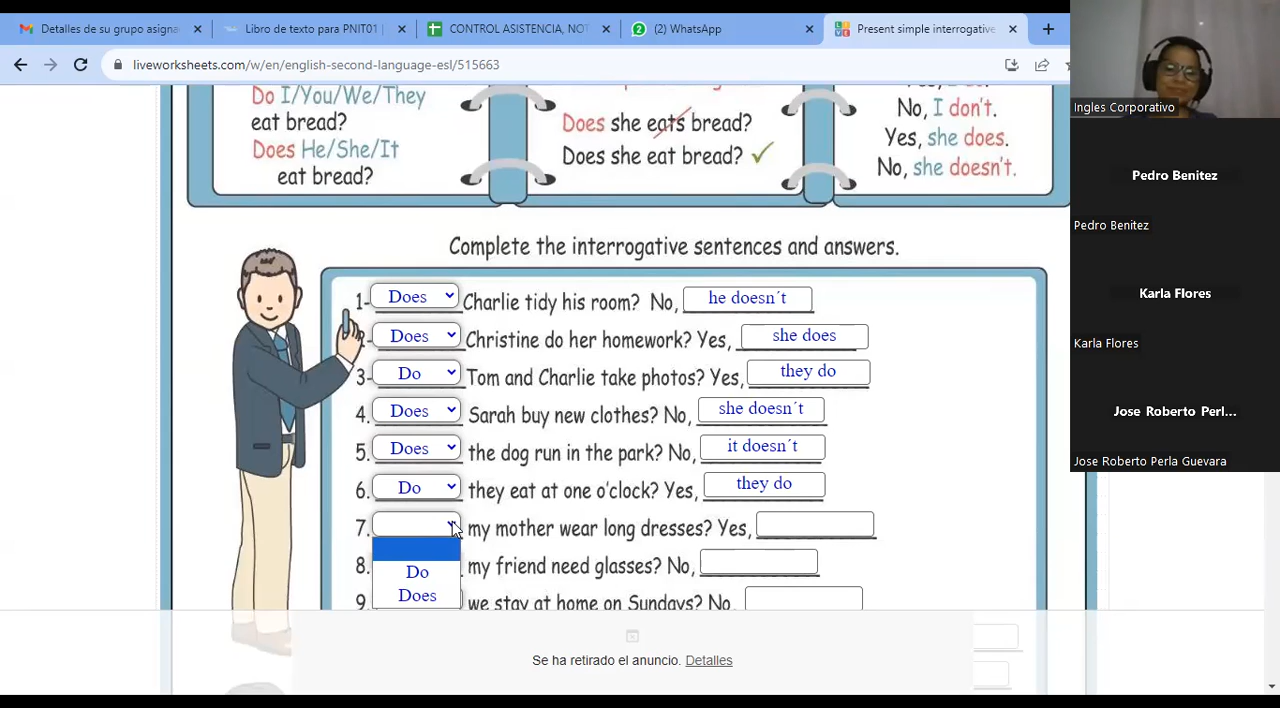 Detalles de su grupo asigna
Libro de texto para PNIT01 |
CONTROL ASISTENCIA, NOT
(2) WhatsApp
Present simple interrogative
liveworksheets.com/w/en/english-second-language-esl/515663
Ingles Corporativo
Pedro Benitez
Pedro Benitez
Karla Flores
Karla Flores
Jose Roberto Perl...
Jose Roberto Perla Guevara
Do I/You/We/They
eat bread?
Does He/She/It
eat bread?
Does she eats bread?
Does she eat bread?
No, I don't.
Yes, she does.
No, she doesn't.
Complete the interrogative sentences and answers.
1- Does Charlie tidy his room? No, he doesn´t
Does Christine do her homework? Yes, she does
3- Do Tom and Charlie take photos? Yes, they do
4. Does Sarah buy new clothes? No, she doesn´t
5. Does the dog run in the park? No, it doesn´t
6. Do they eat at one o'clock? Yes, they do
7. my mother wear long dresses? Yes,
8. my friend need glasses? No,
Do
Does
9. we stay at home on Sundays? No,
Se ha retirado el anuncio. Detalles